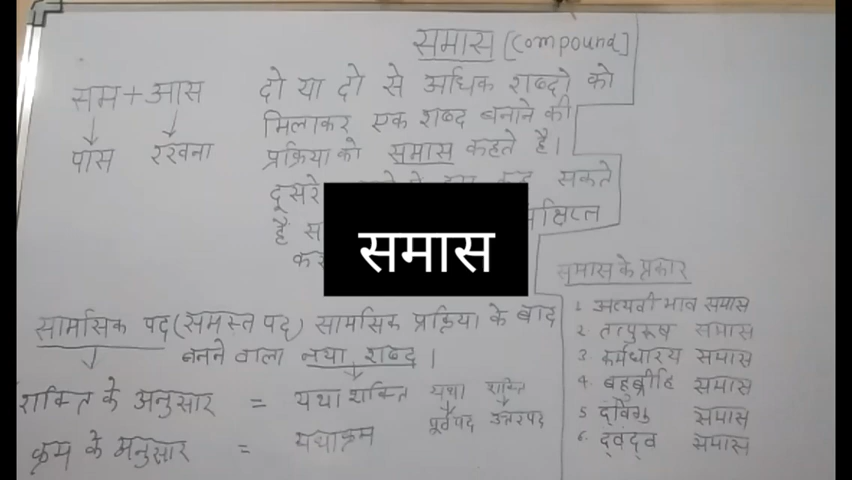 समास [Compound]
सम + आस
पास रखना
दो या दो से अधिक शब्दो को
मिलाकर एक शब्द बनाने की
प्रक्रिया को समास कहते है।
दूसरे सकते
है
समास
समास के प्रकार
1. अव्यवी भाव समास
2. तत्पुरूष समास
3. कर्मधारय समास
4. बहुब्रीहि समास
5. द्विगु समास
6. द्वंद्व समास
सामासिक पद (समस्त पद) सामासिक प्रक्रिया के बाद
बनने वाला नया शब्द।
शक्ति के अनुसार = यथा शक्ति
यथा शक्ति
पूर्वपद उत्तरपद
क्रम के अनुसार = यथाक्रम